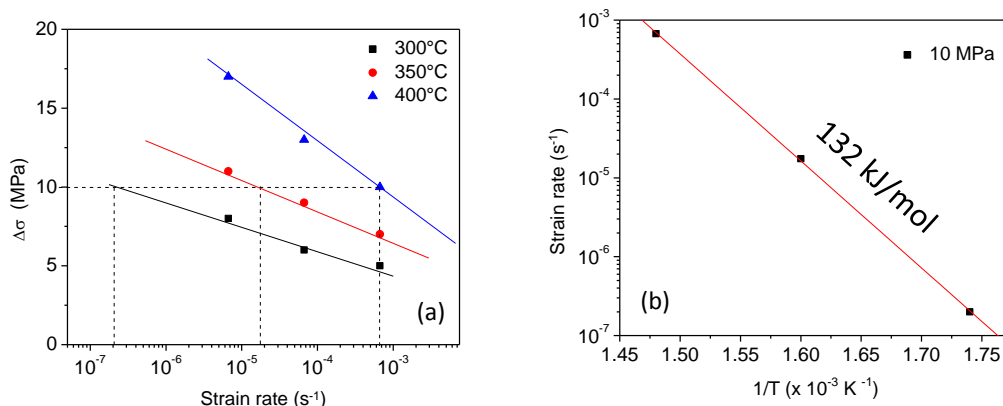 20
15
10
5
0
Δσ (MPa)
300°C
350°C
400°C
(a)
10⁻⁷
10⁻⁶
10⁻⁵
10⁻⁴
10⁻³
Strain rate (s⁻¹)
(b)
10⁻³
10⁻⁴
10⁻⁵
10⁻⁶
10⁻⁷
Strain rate (s⁻¹)
10 MPa
132 kJ/mol
(b)
1.45
1.50
1.55
1.60
1.65
1.70
1.75
1/T (x 10⁻³ K⁻¹)